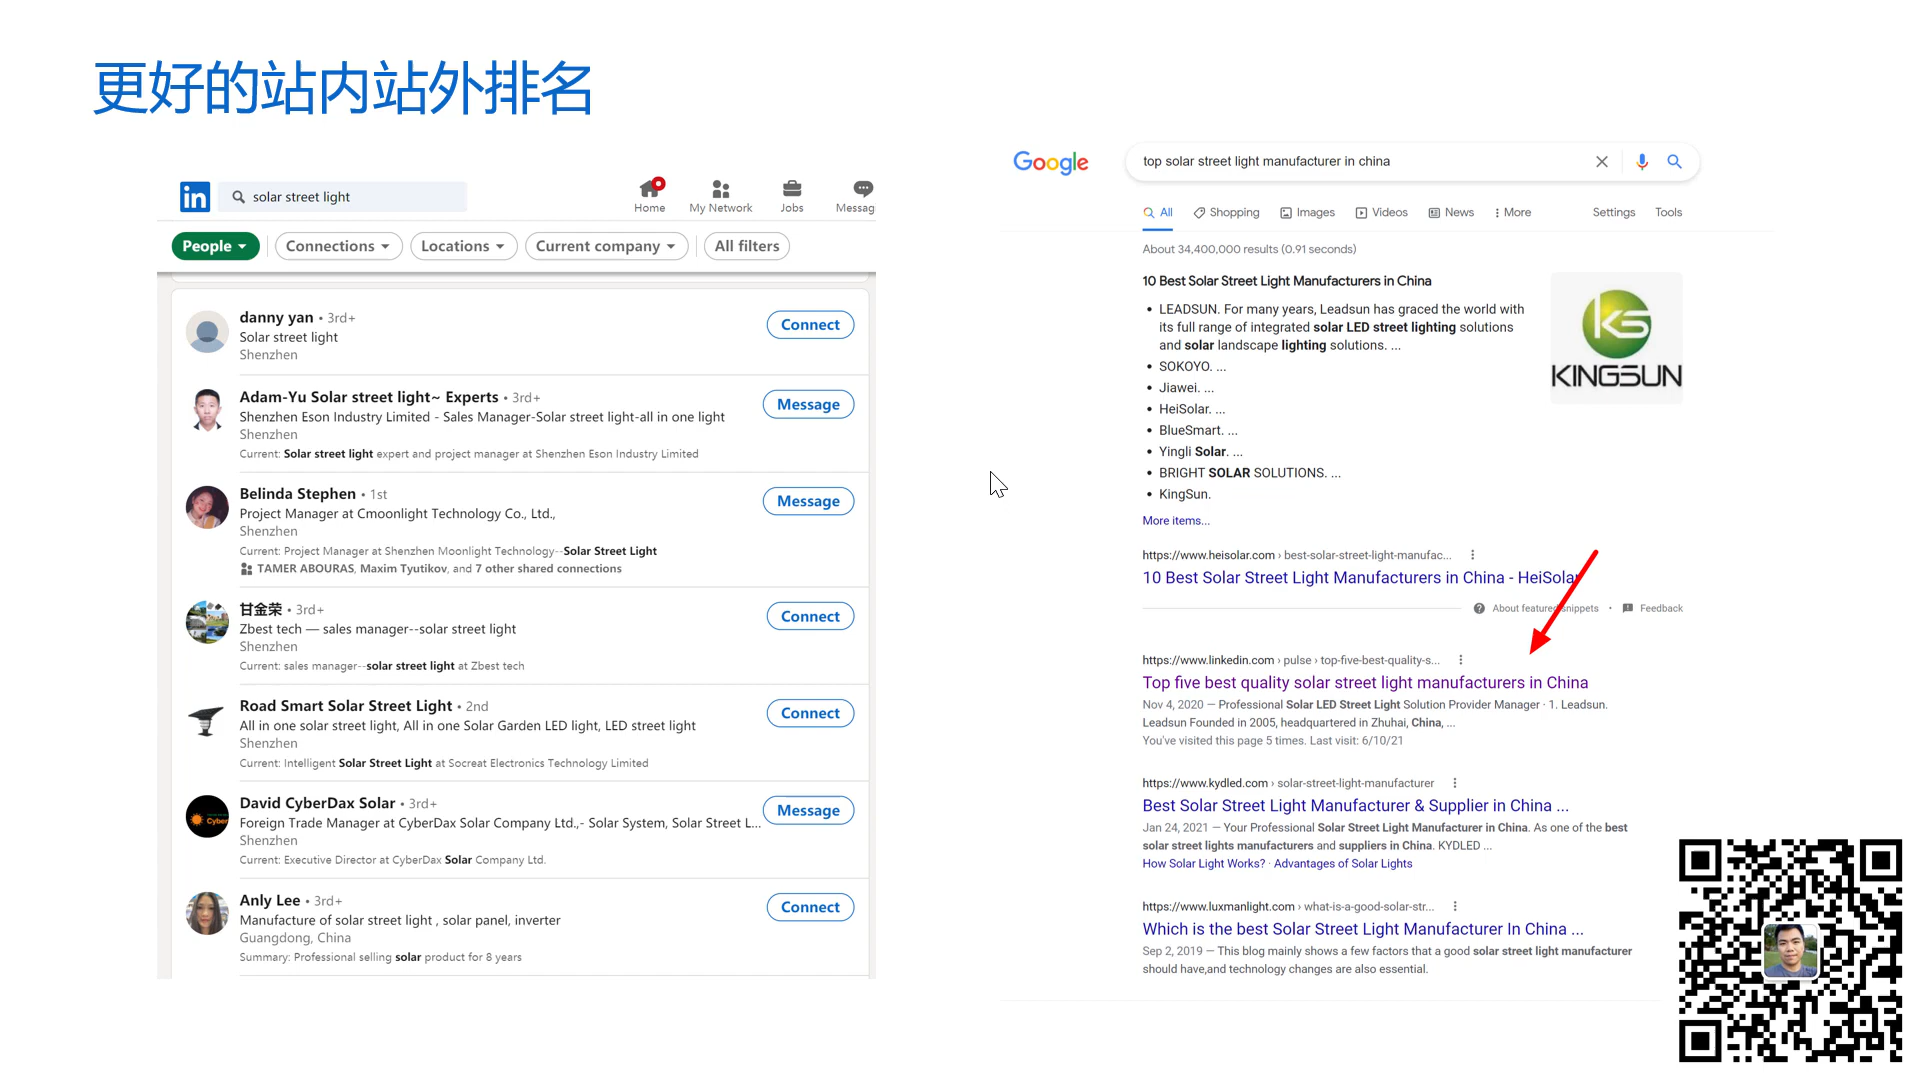 更好的站内站外排名
in
solar street light
Home
My Network
Jobs
Messag
People
Connections
Locations
Current company
All filters
danny yan • 3rd+
Solar street light
Shenzhen
Connect
Adam-Yu Solar street light~ Experts • 3rd+
Shenzhen Eson Industry Limited - Sales Manager-Solar street light-all in one light
Shenzhen
Current: Solar street light expert and project manager at Shenzhen Eson Industry Limited
Message
Belinda Stephen • 1st
Project Manager at Cmoonlight Technology Co., Ltd.,
Shenzhen
Current: Project Manager at Shenzhen Moonlight Technology--Solar Street Light
TAMER ABOURAS, Maxim Tyutikov, and 7 other shared connections
Message
甘金荣 • 3rd+
Zbest tech — sales manager--solar street light
Shenzhen
Current: sales manager--solar street light at Zbest tech
Connect
Road Smart Solar Street Light • 2nd
All in one solar street light, All in one Solar Garden LED light, LED street light
Shenzhen
Current: Intelligent Solar Street Light at Socreat Electronics Technology Limited
Connect
David CyberDax Solar • 3rd+
Foreign Trade Manager at CyberDax Solar Company Ltd.,- Solar System, Solar Street L...
Shenzhen
Current: Executive Director at CyberDax Solar Company Ltd.
Message
Cyber
Anly Lee • 3rd+
Manufacture of solar street light , solar panel, inverter
Guangdong, China
Summary: Professional selling solar product for 8 years
Connect
Google
top solar street light manufacturer in china
All
Shopping
Images
Videos
News
More
Settings
Tools
About 34,400,000 results (0.91 seconds)
10 Best Solar Street Light Manufacturers in China
• LEADSUN. For many years, Leadsun has graced the world with
its full range of integrated solar LED street lighting solutions
and solar landscape lighting solutions. ...
• SOKOYO. ...
• Jiawei. ...
• HeiSolar. ...
• BlueSmart. ...
• Yingli Solar. ...
• BRIGHT SOLAR SOLUTIONS. ...
• KingSun.
KS
KINGSUN
More items...
https://www.heisolar.com › best-solar-street-light-manufac...
10 Best Solar Street Light Manufacturers in China - HeiSolar
About featured snippets • Feedback
https://www.linkedin.com › pulse › top-five-best-quality-s...
Top five best quality solar street light manufacturers in China
Nov 4, 2020 — Professional Solar LED Street Light Solution Provider Manager · 1. Leadsun.
Leadsun Founded in 2005, headquartered in Zhuhai, China, ...
You've visited this page 5 times. Last visit: 6/10/21
https://www.kydled.com › solar-street-light-manufacturer
Best Solar Street Light Manufacturer & Supplier in China ...
Jan 24, 2021 — Your Professional Solar Street Light Manufacturer in China. As one of the best
solar street lights manufacturers and suppliers in China. KYDLED ...
How Solar Light Works? · Advantages of Solar Lights
https://www.luxmanlight.com › what-is-a-good-solar-str...
Which is the best Solar Street Light Manufacturer In China ...
Sep 2, 2019 — This blog mainly shows a few factors that a good solar street light manufacturer
should have,and technology changes are also essential.